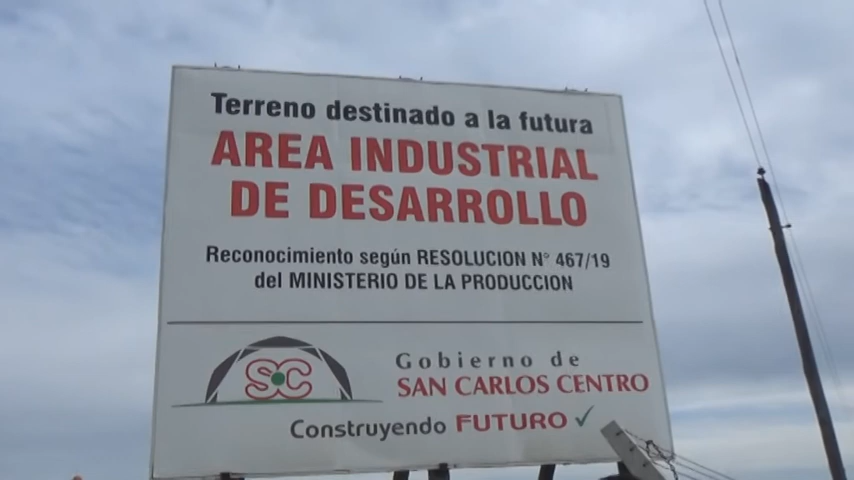 Terreno destinado a la futura
AREA INDUSTRIAL
DE DESARROLLO
Reconocimiento según RESOLUCION N° 467/19
del MINISTERIO DE LA PRODUCCION
SC
Gobierno de
SAN CARLOS CENTRO
Construyendo FUTURO